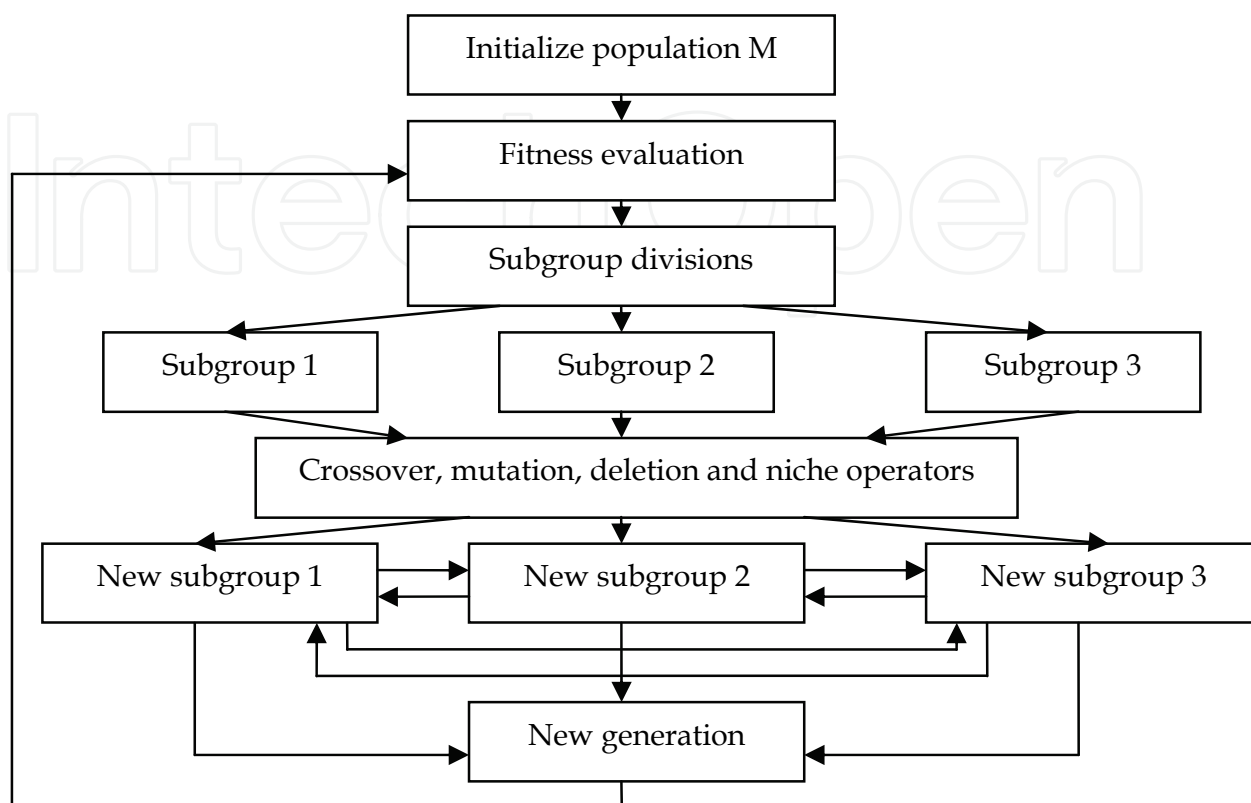 Initialize population M
IntechOpen
Fitness evaluation
Subgroup divisions
Subgroup 1
Subgroup 2
Subgroup 3
Crossover, mutation, deletion and niche operators
New subgroup 1
New subgroup 2
New subgroup 3
New generation